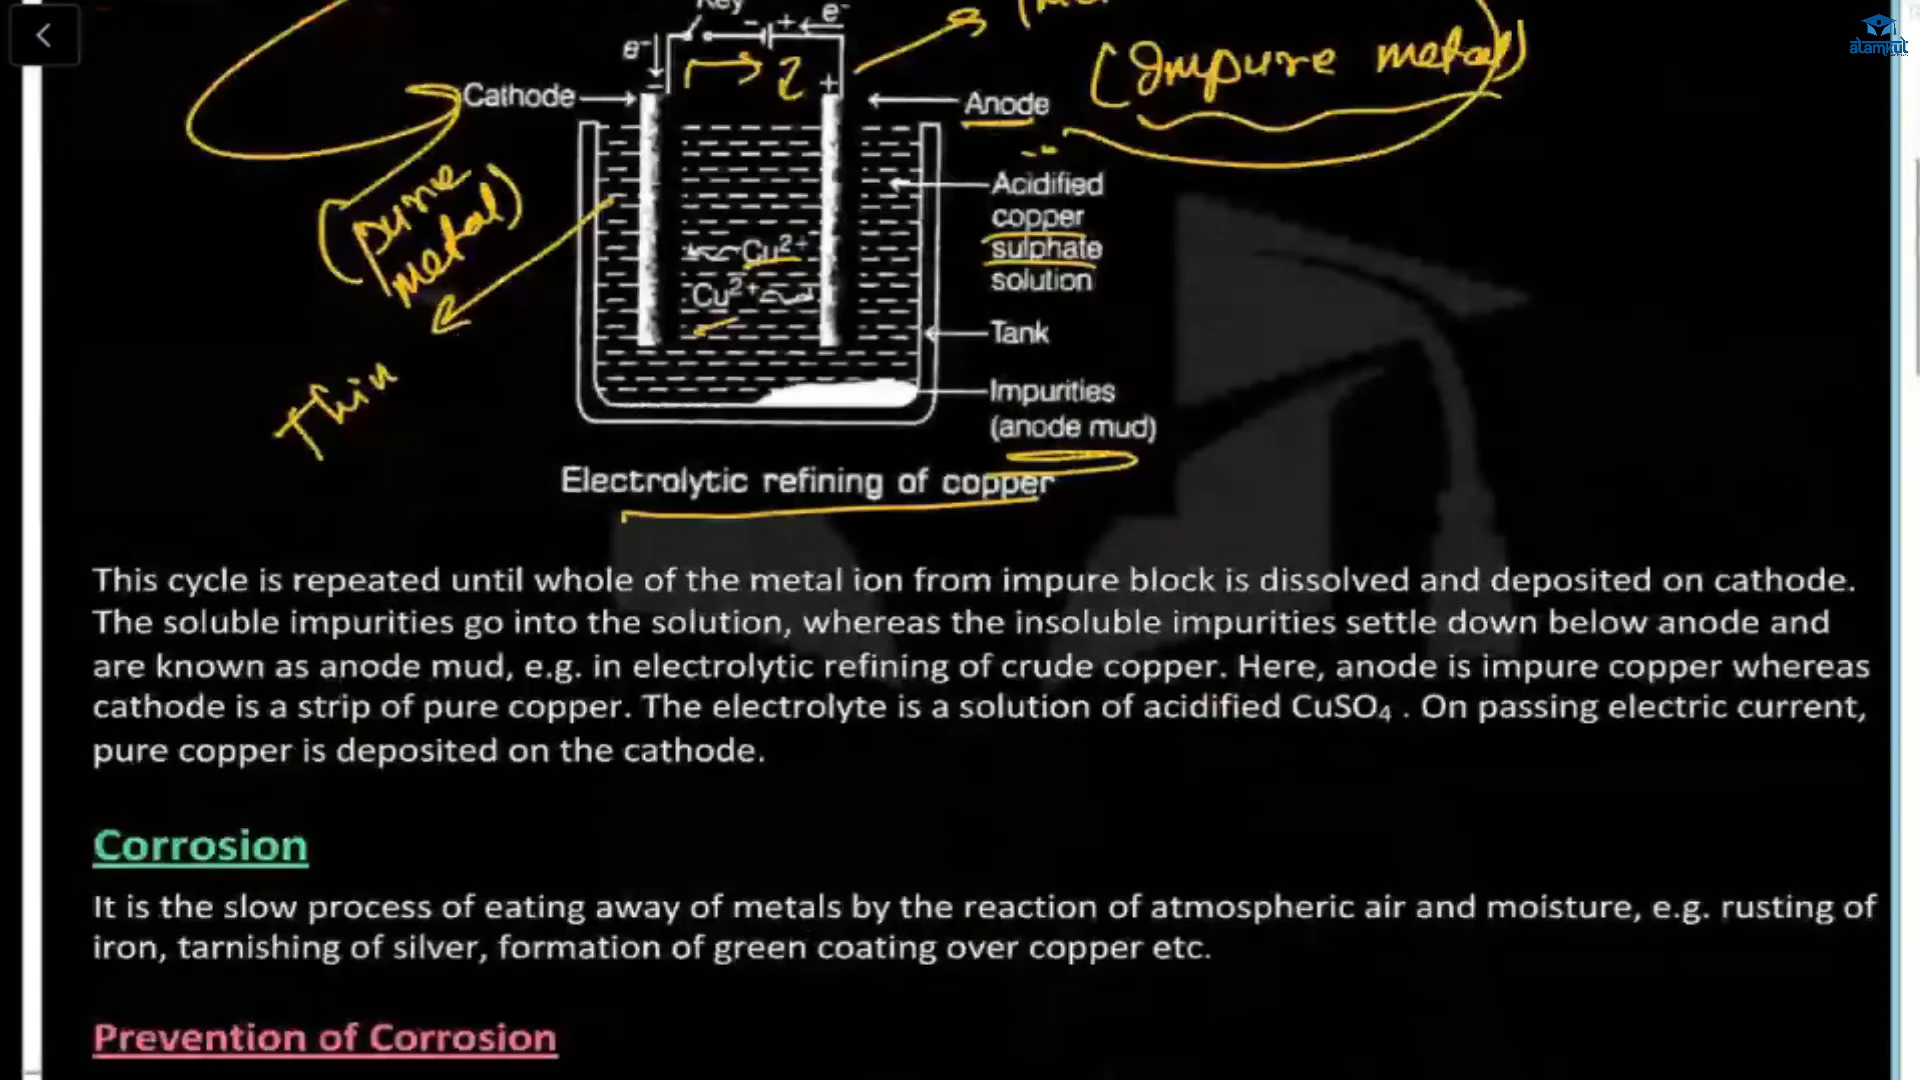 Key
e⁻
- +
e⁻
alamkul
(Impure metal)
Cathode
Anode
(pure
metal)
Acidified
copper
sulphate
solution
Cu²⁺
Cu²⁺
Tank
Thin
Impurities
(anode mud)
Electrolytic refining of copper
This cycle is repeated until whole of the metal ion from impure block is dissolved and deposited on cathode.
The soluble impurities go into the solution, whereas the insoluble impurities settle down below anode and
are known as anode mud, e.g. in electrolytic refining of crude copper. Here, anode is impure copper whereas
cathode is a strip of pure copper. The electrolyte is a solution of acidified CuSO₄ . On passing electric current,
pure copper is deposited on the cathode.
Corrosion
It is the slow process of eating away of metals by the reaction of atmospheric air and moisture, e.g. rusting of
iron, tarnishing of silver, formation of green coating over copper etc.
Prevention of Corrosion